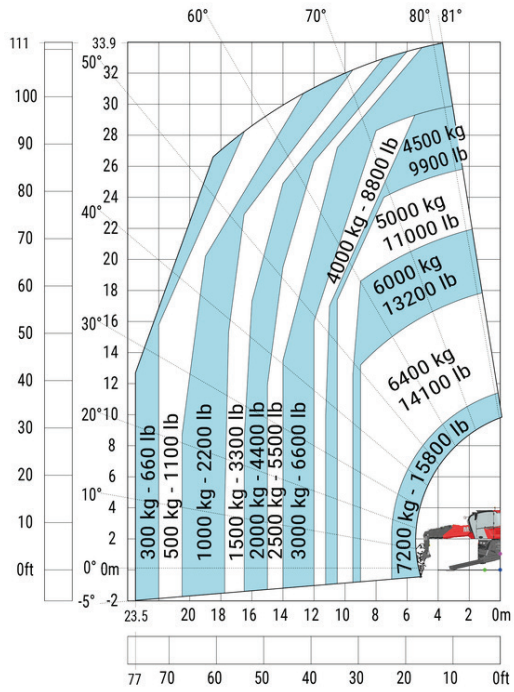 60°
70°
80°
81°
111
33.9
50°
32
100
30
90
28
4500 kg
9900 lb
26
80
24
4000 kg - 8800 lb
5000 kg
11000 lb
40°
22
70
20
6000 kg
13200 lb
60
18
16
50
30°
14
6400 kg
14100 lb
40
12
20°
10
30
8
300 kg - 660 lb
500 kg - 1100 lb
1000 kg - 2200 lb
1500 kg - 3300 lb
2000 kg - 4400 lb
2500 kg - 5500 lb
3000 kg - 6600 lb
7200 kg - 15800 lb
20
6
10°
4
10
2
0ft
0°
0m
-5°
-2
23.5
20
18
16
14
12
10
8
6
4
2
0m
77
70
60
50
40
30
20
10
0ft